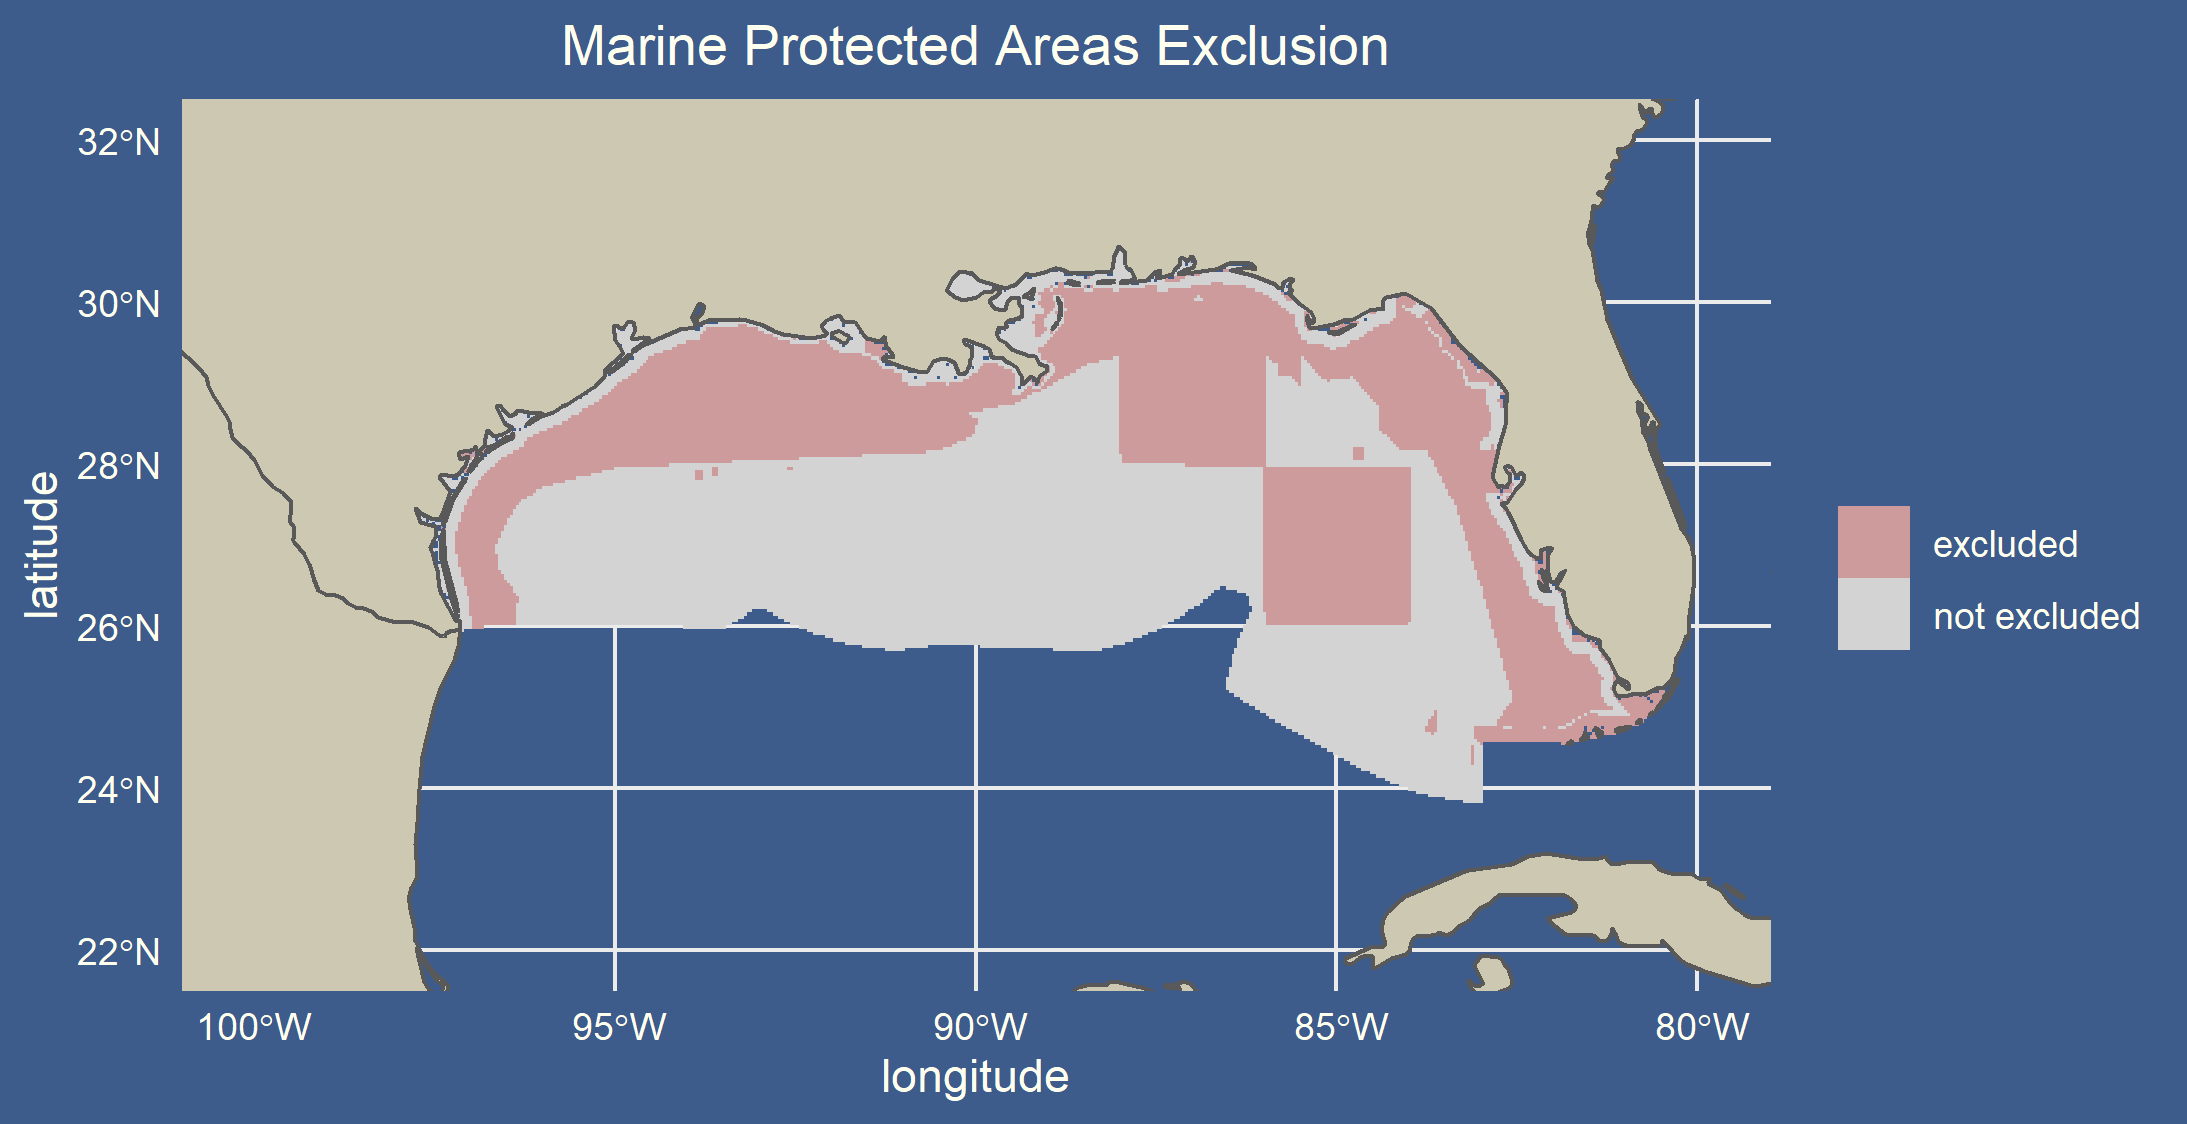 Marine Protected Areas Exclusion
32°N
30°N
28°N
26°N
24°N
22°N
latitude
100°W
95°W
90°W
85°W
80°W
longitude
excluded
not excluded